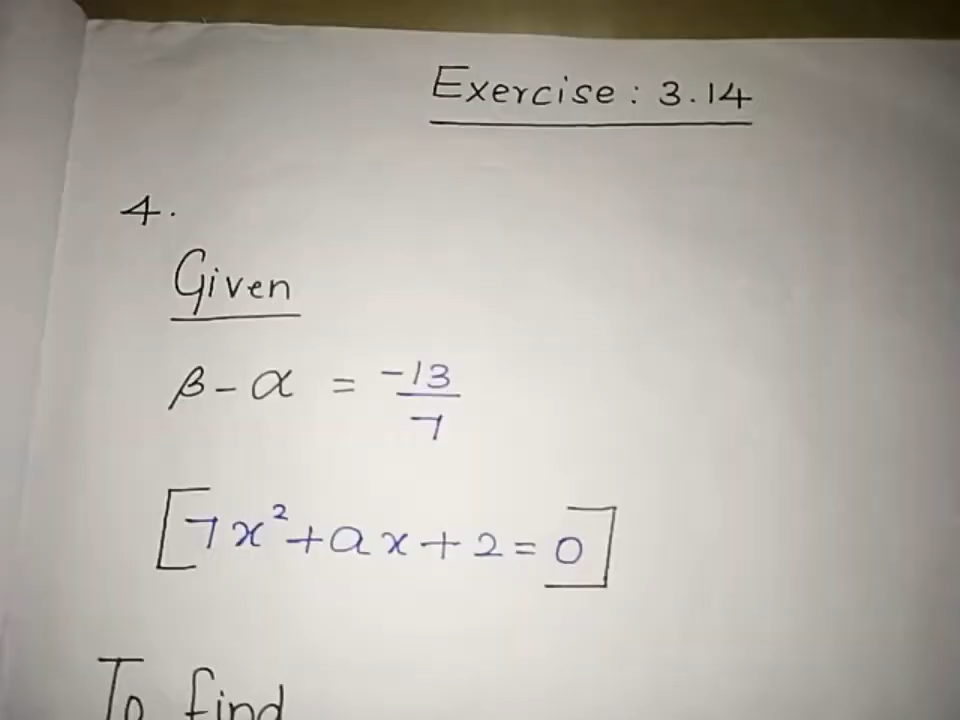 Exercise: 3.14
4.
Given
β-α = -13/7
[7x²+ax+2=0]
To find